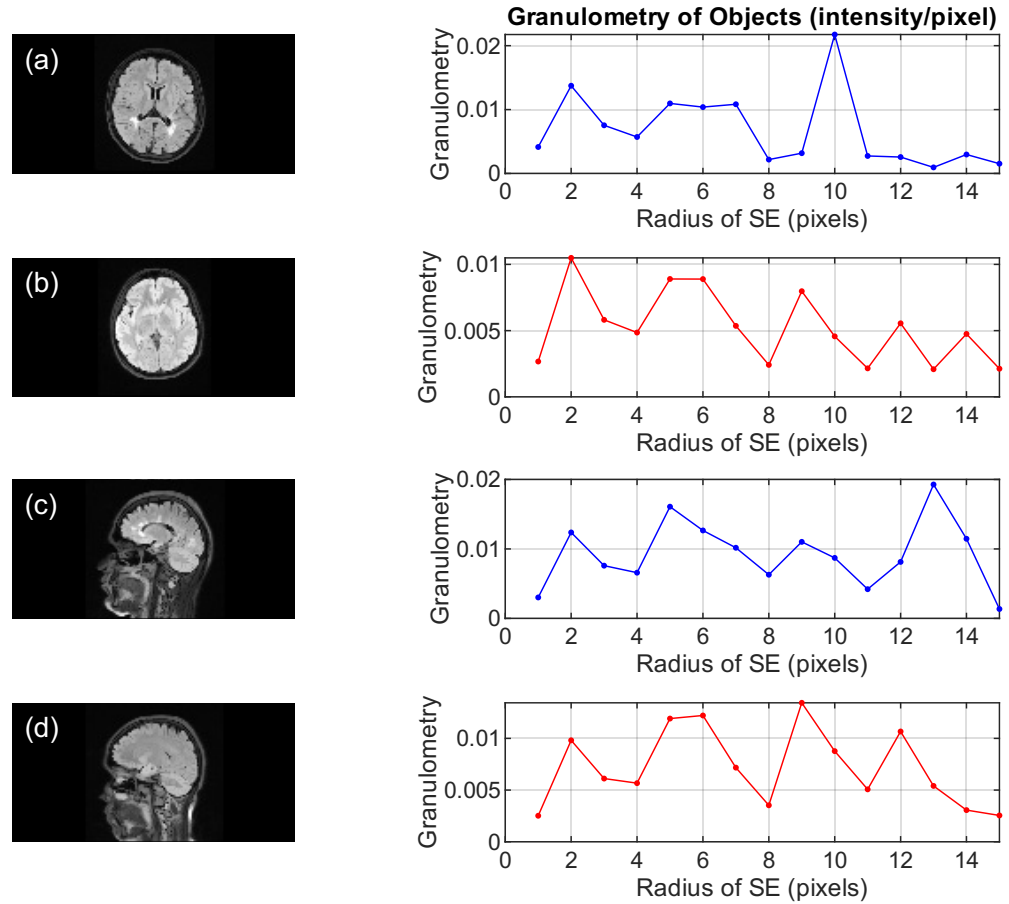 Granulometry of Objects (intensity/pixel)
(a)
Granulometry
0.02
0.01
0
0 2 4 6 8 10 12 14
Radius of SE (pixels)
(b)
Granulometry
0.01
0.005
0
0 2 4 6 8 10 12 14
Radius of SE (pixels)
(c)
Granulometry
0.02
0.01
0
0 2 4 6 8 10 12 14
Radius of SE (pixels)
(d)
Granulometry
0.01
0.005
0
0 2 4 6 8 10 12 14
Radius of SE (pixels)